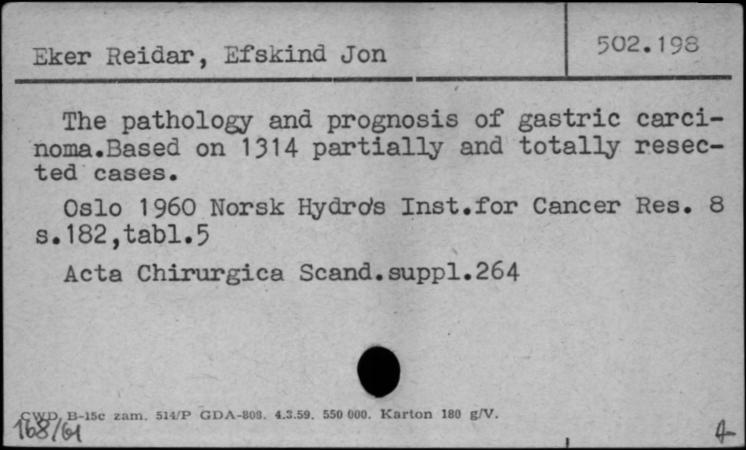 Eker Reidar, Efskind Jon
502.198
The pathology and prognosis of gastric carci-
noma.Based on 1314 partially and totally resec-
ted cases.
Oslo 1960 Norsk Hydro's Inst.for Cancer Res. 8
s.182,tabl.5
Acta Chirurgica Scand.suppl.264
CWD, B-15c zam. 514/P GDA-808. 4.3.59. 550 000. Karton 180 g/V.
168/61
4